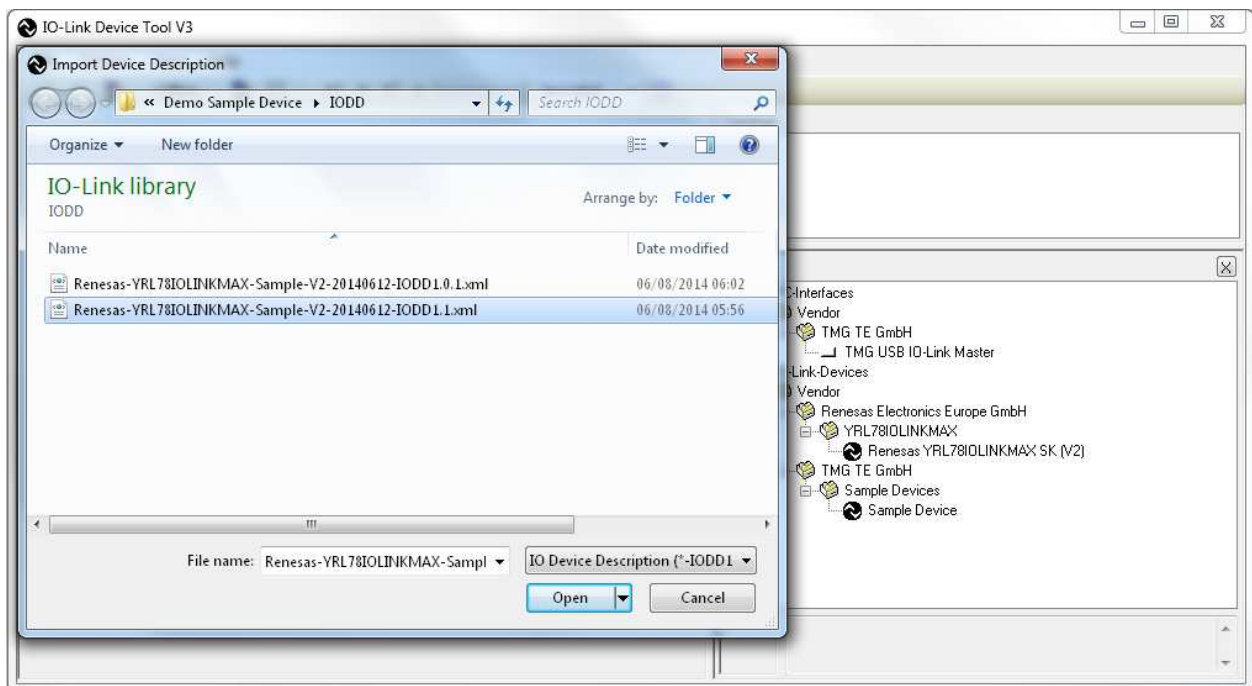 IO-Link Device Tool V3
Import Device Description
« Demo Sample Device ▸ IODD
Search IODD
Organize ▾ New folder
IO-Link library
IODD
Arrange by: Folder ▾
Name Date modified
Renesas-YRL78IOLINKMAX-Sample-V2-20140612-IODD1.0.1.xml 06/08/2014 06:02
Renesas-YRL78IOLINKMAX-Sample-V2-20140612-IODD1.1.xml 06/08/2014 05:56
File name: Renesas-YRL78IOLINKMAX-Sampl
IO Device Description (*-IODD1
Open Cancel
C-Interfaces
Vendor
TMG TE GmbH
TMG USB IO-Link Master
-Link-Devices
Vendor
Renesas Electronics Europe GmbH
YRL78IOLINKMAX
Renesas YRL78IOLINKMAX SK (V2)
TMG TE GmbH
Sample Devices
Sample Device